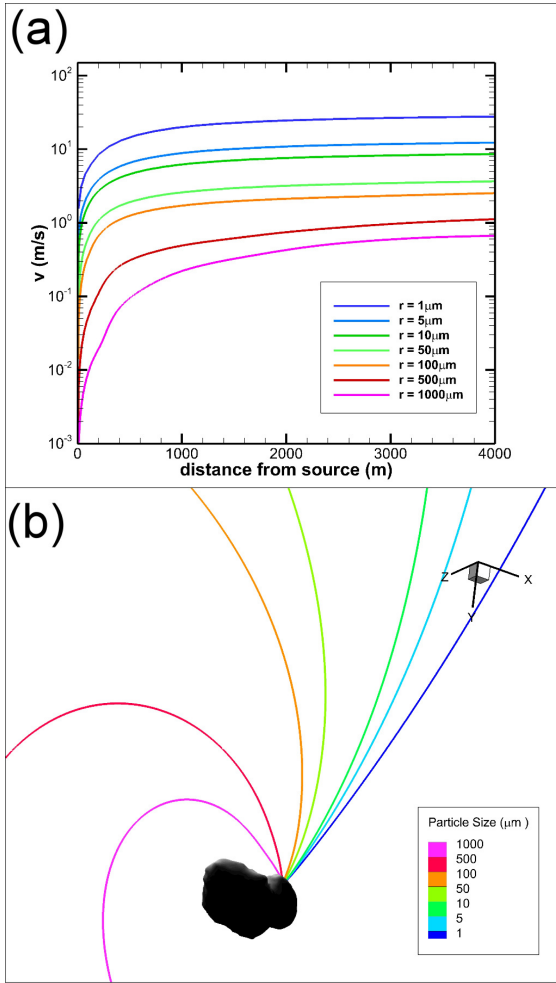 (a)
10²
10¹
10⁰
10⁻¹
10⁻²
10⁻³
v (m/s)
r = 1μm
r = 5μm
r = 10μm
r = 50μm
r = 100μm
r = 500μm
r = 1000μm
0 1000 2000 3000 4000
distance from source (m)
(b)
Z
X
Y
Particle Size (μm )
1000
500
100
50
10
5
1